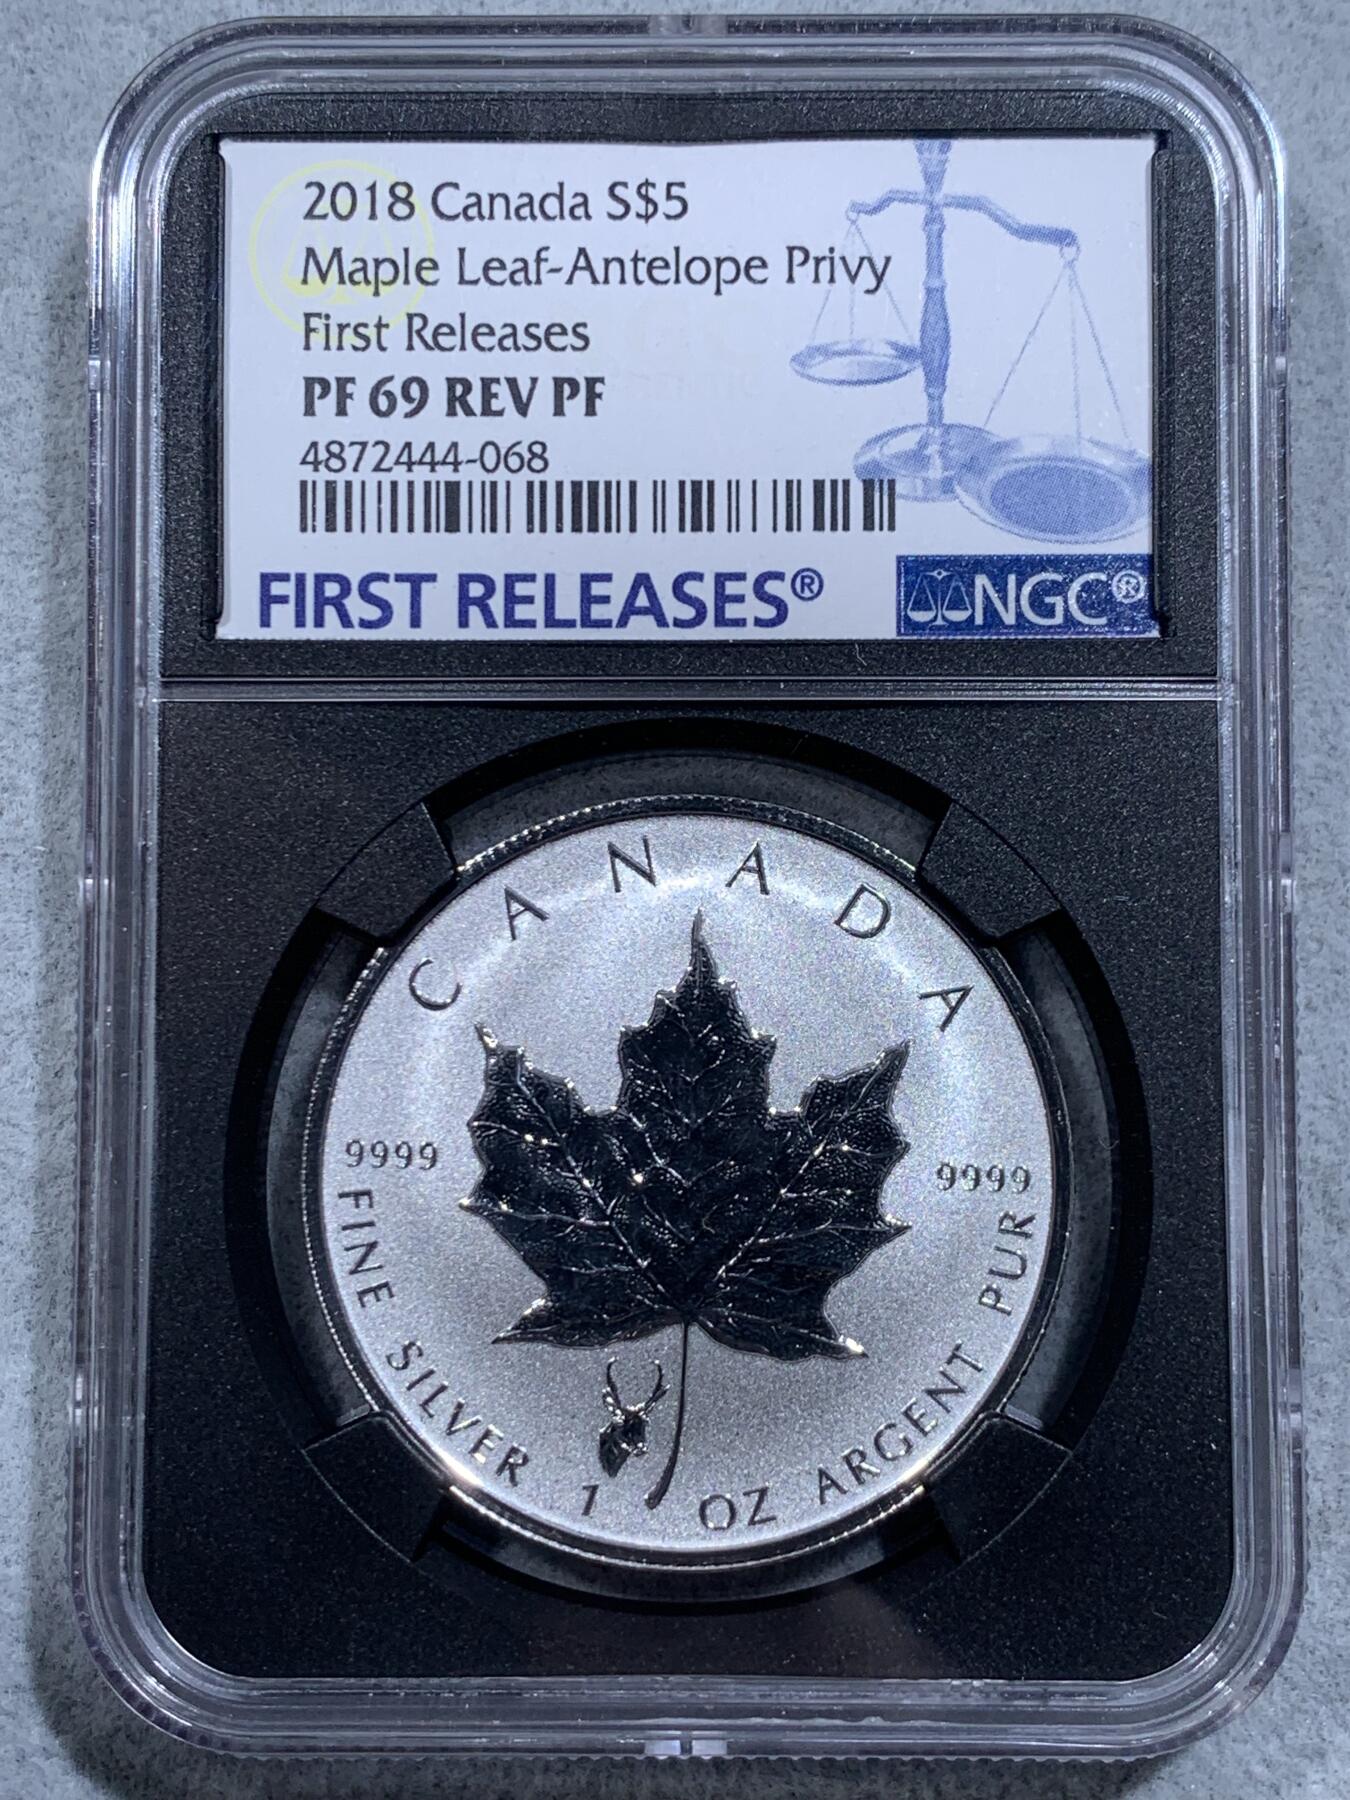 2018 Canada S$5
Maple Leaf-Antelope Privy
First Releases
PF 69 REV PF
4872444-068
FIRST RELEASES®
NGC®
CANADA
9999
9999
FINE SILVER 1 OZ ARGENT PUR